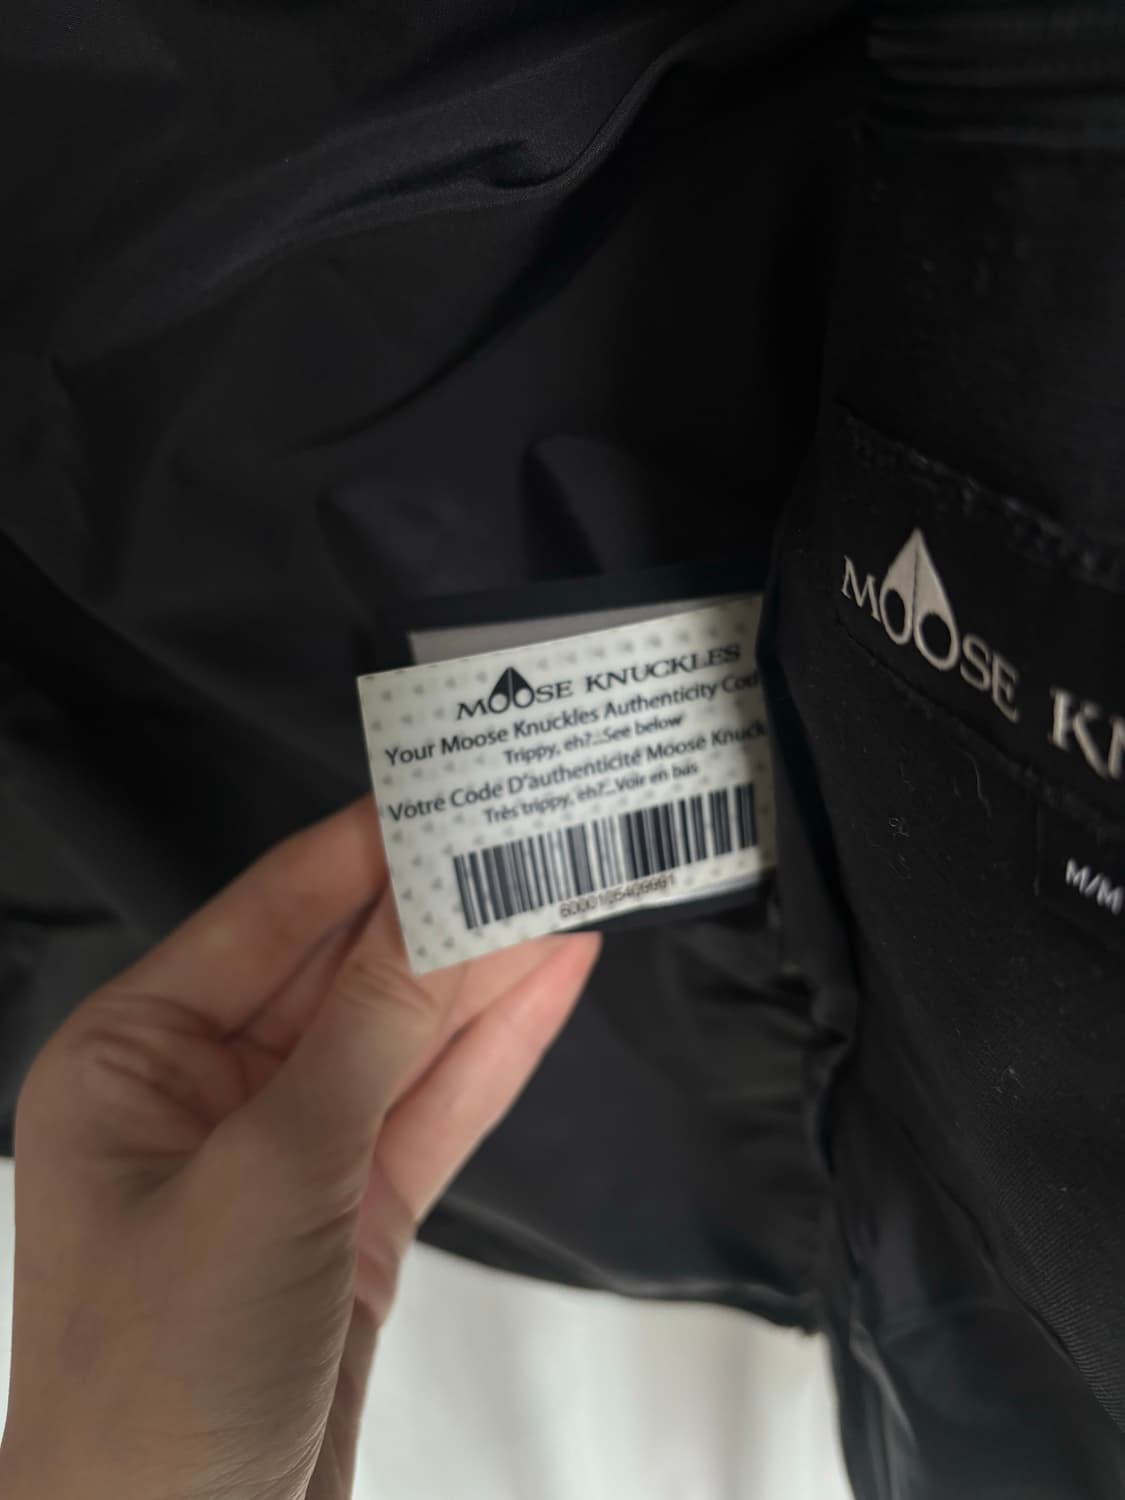 MOOSE KNUCKLES
Your Moose Knuckles Authenticity Cod
Trippy, eh?...See below
Votre Code D'authenticité Moose Knuck
Très trippy, eh?...Voir en bas
MOOSE KN
M/M